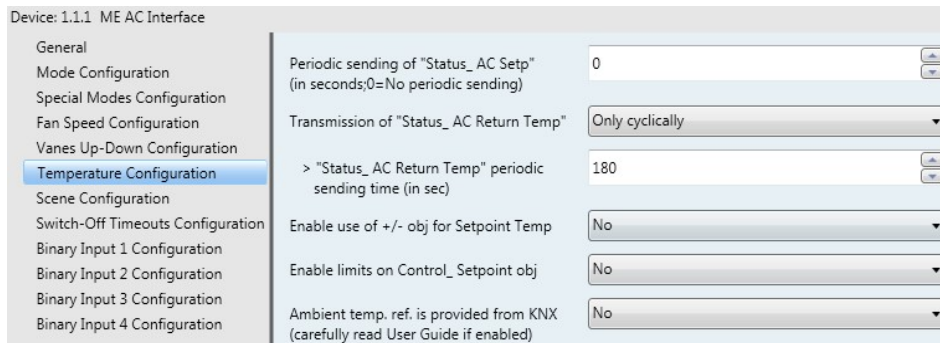 Device: 1.1.1 ME AC Interface
General
Mode Configuration
Special Modes Configuration
Fan Speed Configuration
Vanes Up-Down Configuration
Temperature Configuration
Scene Configuration
Switch-Off Timeouts Configuration
Binary Input 1 Configuration
Binary Input 2 Configuration
Binary Input 3 Configuration
Binary Input 4 Configuration
Periodic sending of "Status_ AC Setp"
(in seconds;0=No periodic sending)
0
Transmission of "Status_ AC Return Temp"
Only cyclically
> "Status_ AC Return Temp" periodic
sending time (in sec)
180
Enable use of +/- obj for Setpoint Temp
No
Enable limits on Control_ Setpoint obj
No
Ambient temp. ref. is provided from KNX
(carefully read User Guide if enabled)
No